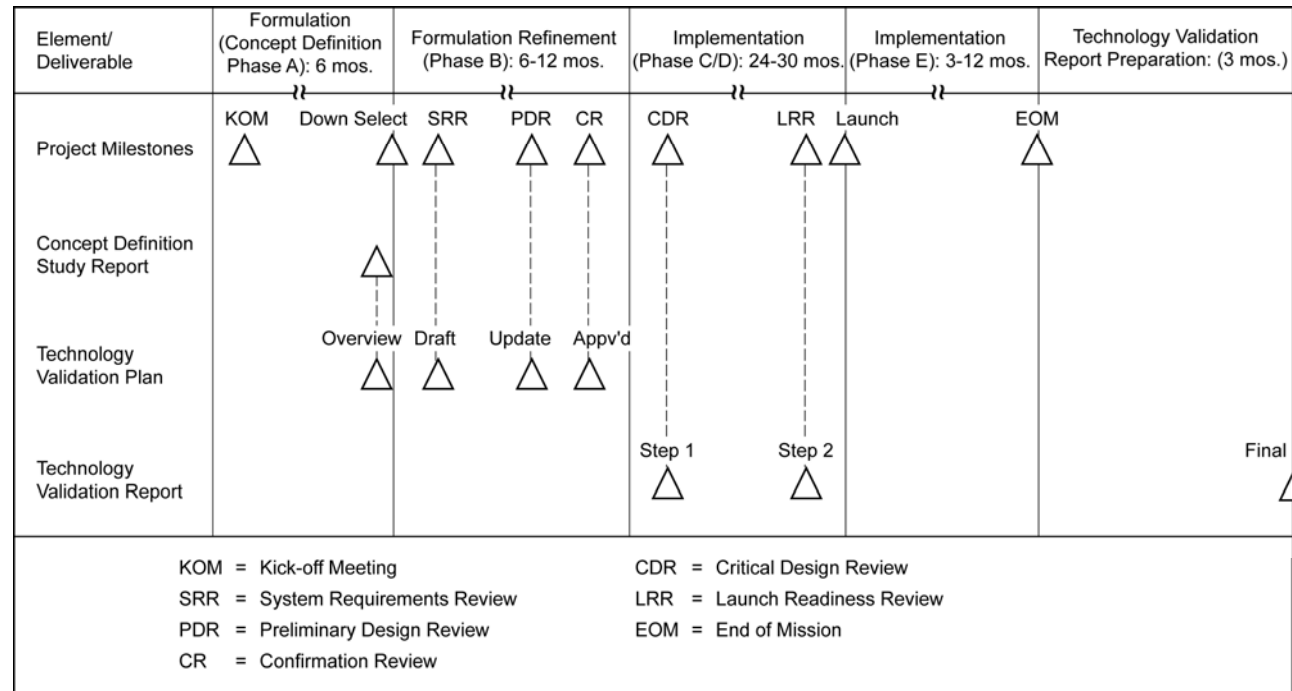 Element/
Deliverable
Formulation
(Concept Definition
Phase A): 6 mos.
Formulation Refinement
(Phase B): 6-12 mos.
Implementation
(Phase C/D): 24-30 mos.
Implementation
(Phase E): 3-12 mos.
Technology Validation
Report Preparation: (3 mos.)
KOM Down Select SRR PDR CR CDR LRR Launch EOM
Project Milestones
Concept Definition
Study Report
Overview Draft Update Appv'd
Technology
Validation Plan
Step 1 Step 2 Final
Technology
Validation Report
KOM = Kick-off Meeting
SRR = System Requirements Review
PDR = Preliminary Design Review
CR = Confirmation Review
CDR = Critical Design Review
LRR = Launch Readiness Review
EOM = End of Mission